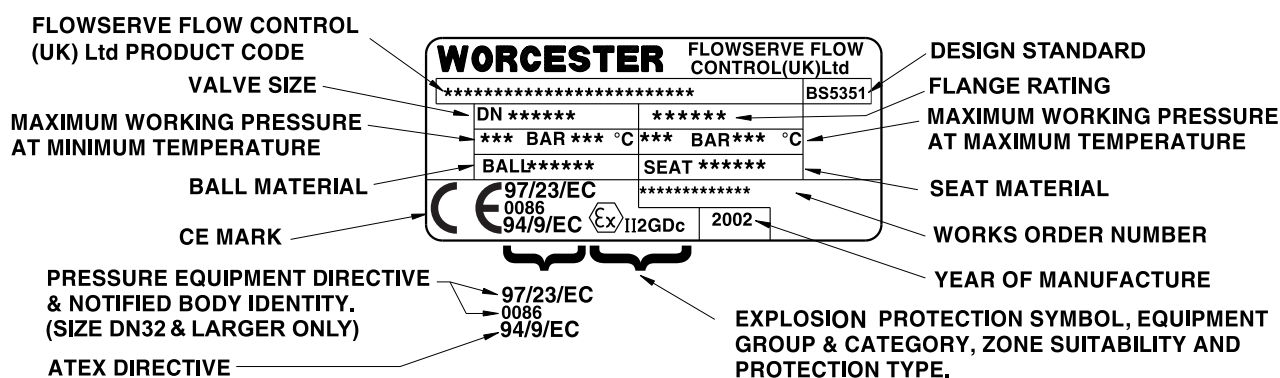 FLOWSERVE FLOW CONTROL
(UK) Ltd PRODUCT CODE
VALVE SIZE
MAXIMUM WORKING PRESSURE
AT MINIMUM TEMPERATURE
BALL MATERIAL
CE MARK
PRESSURE EQUIPMENT DIRECTIVE
& NOTIFIED BODY IDENTITY.
(SIZE DN32 & LARGER ONLY)
ATEX DIRECTIVE
WORCESTER
FLOWSERVE FLOW
CONTROL(UK)Ltd
************************* BS5351
DN ****** ******
*** BAR *** °C *** BAR*** °C
BALL****** SEAT ******
CE 97/23/EC *************
0086
94/9/EC Ex II2GDc 2002
97/23/EC
0086
94/9/EC
DESIGN STANDARD
FLANGE RATING
MAXIMUM WORKING PRESSURE
AT MAXIMUM TEMPERATURE
SEAT MATERIAL
WORKS ORDER NUMBER
YEAR OF MANUFACTURE
EXPLOSION PROTECTION SYMBOL, EQUIPMENT
GROUP & CATEGORY, ZONE SUITABILITY AND
PROTECTION TYPE.